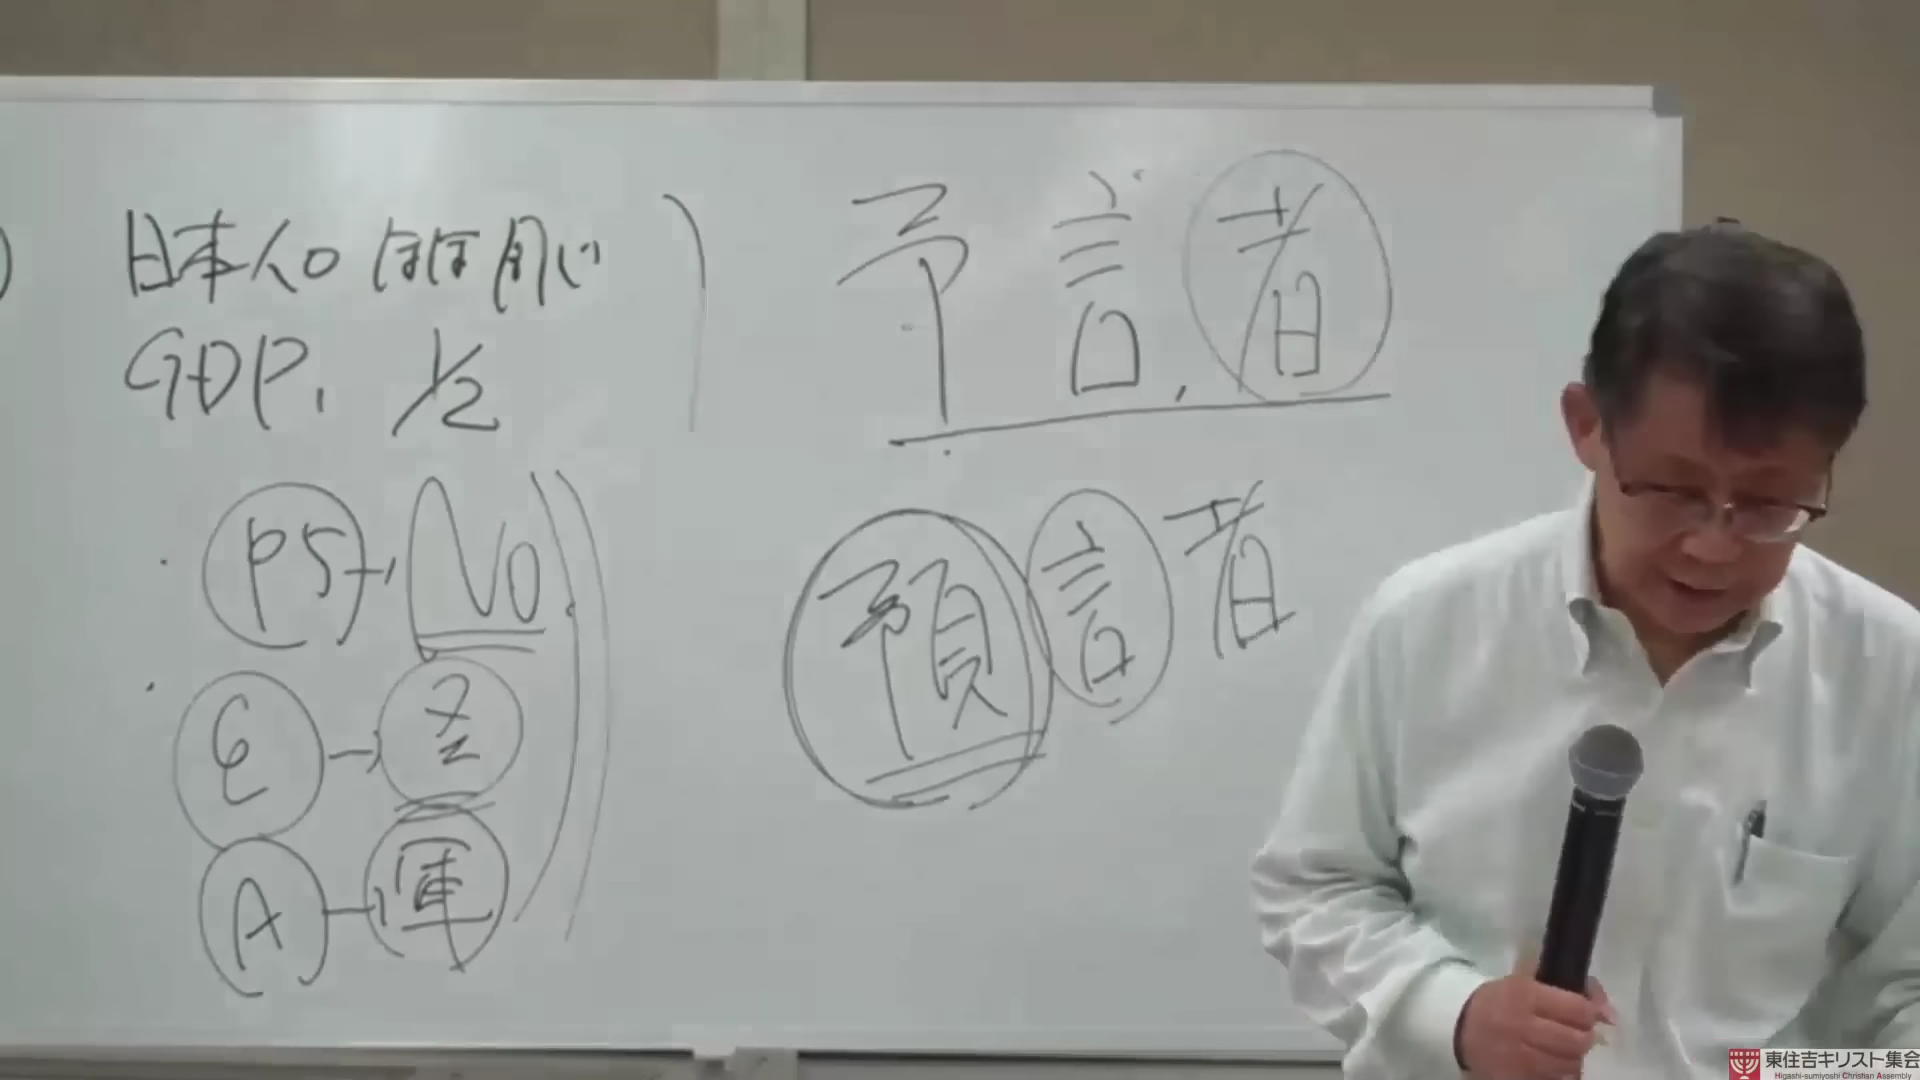 日本人口 ほぼ同じ
GDP, 1/2
PS → No
E → 圣
A → 軍
予言者
預言者
東住吉キリスト集会
Higashi-sumiyoshi Christian Assembly